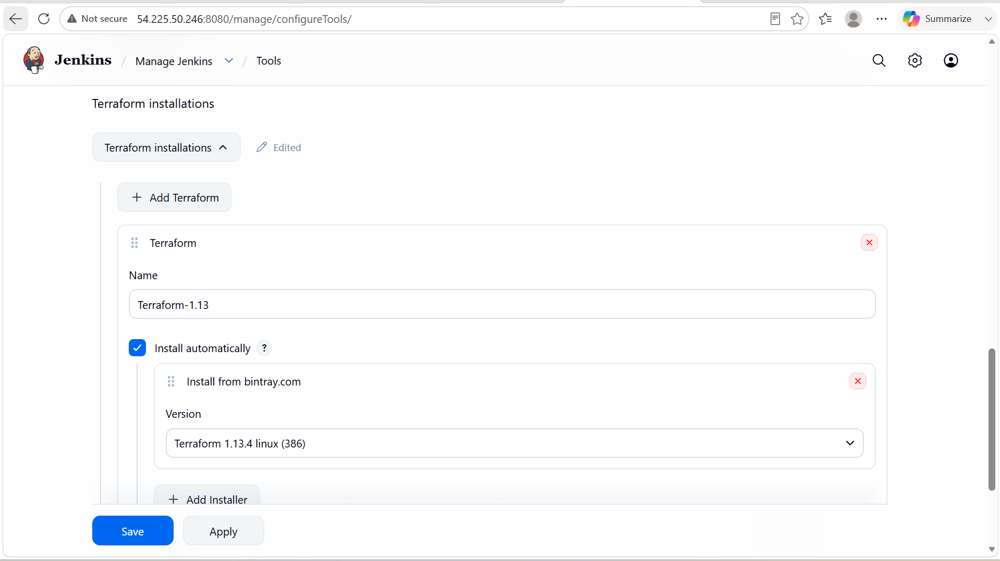 Not secure 54.225.50.246:8080/manage/configureTools/ Summarize
Jenkins / Manage Jenkins / Tools
Terraform installations
Terraform installations Edited
Add Terraform
Terraform
Name
Terraform-1.13
Install automatically ?
Install from bintray.com
Version
Terraform 1.13.4 linux (386)
Add Installer
Save Apply